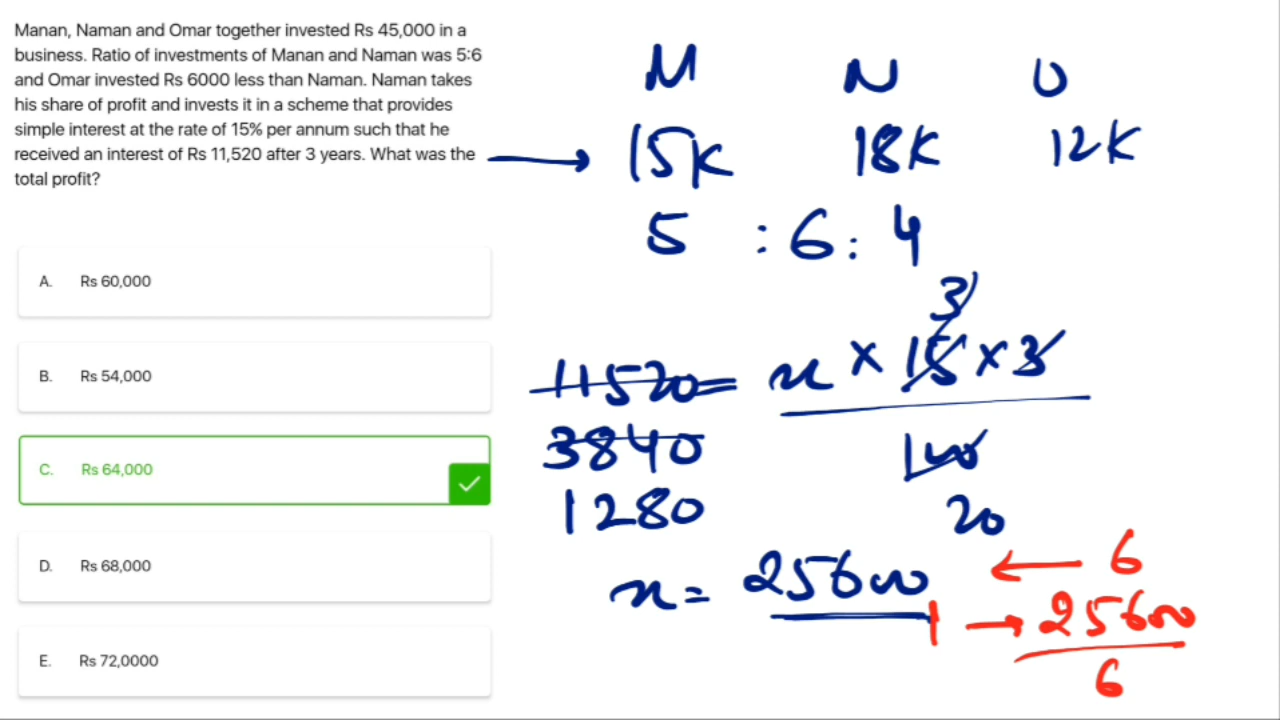 Manan, Naman and Omar together invested Rs 45,000 in a
business. Ratio of investments of Manan and Naman was 5:6
and Omar invested Rs 6000 less than Naman. Naman takes
his share of profit and invests it in a scheme that provides
simple interest at the rate of 15% per annum such that he
received an interest of Rs 11,520 after 3 years. What was the
total profit?
A. Rs 60,000
B. Rs 54,000
C. Rs 64,000
D. Rs 68,000
E. Rs 72,0000
M N O
15K 18K 12K
5 : 6 : 4
3
11520 = x × 15 × 3
3840 100
1280 20
x = 25600
6
1 → 25600
6